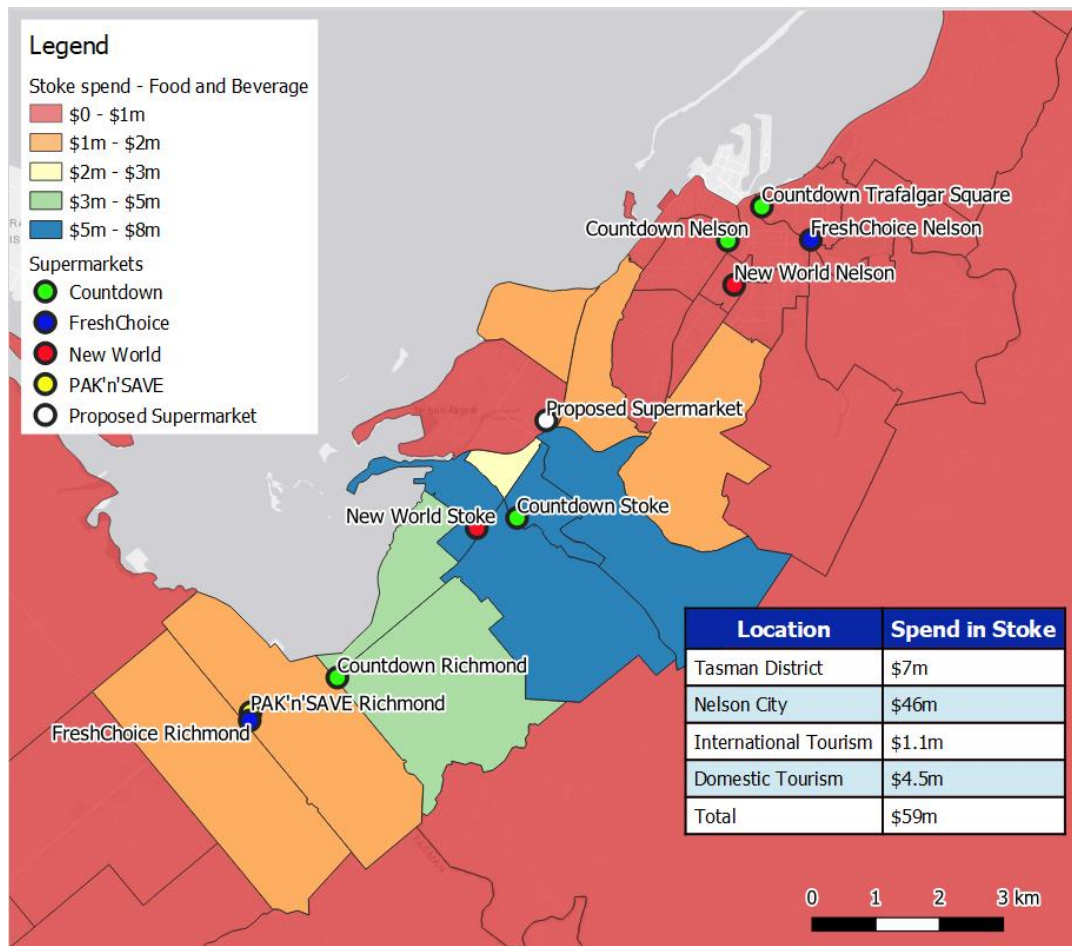 Legend
Stoke spend - Food and Beverage
$0 - $1m
$1m - $2m
$2m - $3m
$3m - $5m
$5m - $8m
Supermarkets
Countdown
FreshChoice
New World
PAK'n'SAVE
Proposed Supermarket
Countdown Trafalgar Square
Countdown Nelson
FreshChoice Nelson
New World Nelson
Proposed Supermarket
New World Stoke
Countdown Stoke
Countdown Richmond
PAK'n'SAVE Richmond
FreshChoice Richmond
TASMAN
Location Spend in Stoke
Tasman District $7m
Nelson City $46m
International Tourism $1.1m
Domestic Tourism $4.5m
Total $59m
0 1 2 3 km